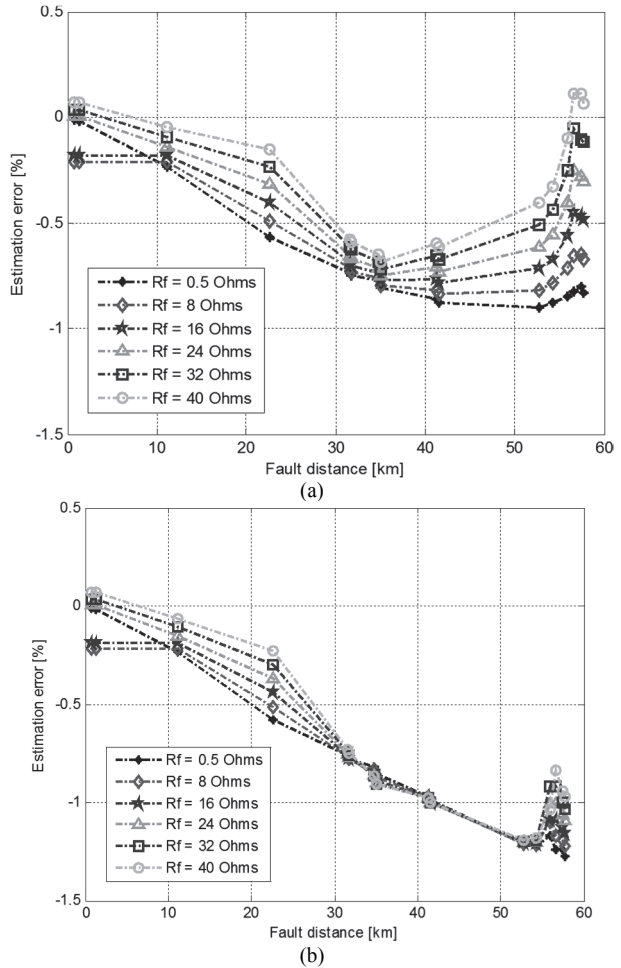 0.5
0
-0.5
-1
-1.5
Estimation error [%]
Rf = 0.5 Ohms
Rf = 8 Ohms
Rf = 16 Ohms
Rf = 24 Ohms
Rf = 32 Ohms
Rf = 40 Ohms
0 10 20 30 40 50 60
Fault distance [km]
(a)
0.5
0
-0.5
-1
-1.5
Estimation error [%]
Rf = 0.5 Ohms
Rf = 8 Ohms
Rf = 16 Ohms
Rf = 24 Ohms
Rf = 32 Ohms
Rf = 40 Ohms
0 10 20 30 40 50 60
Fault distance [km]
(b)